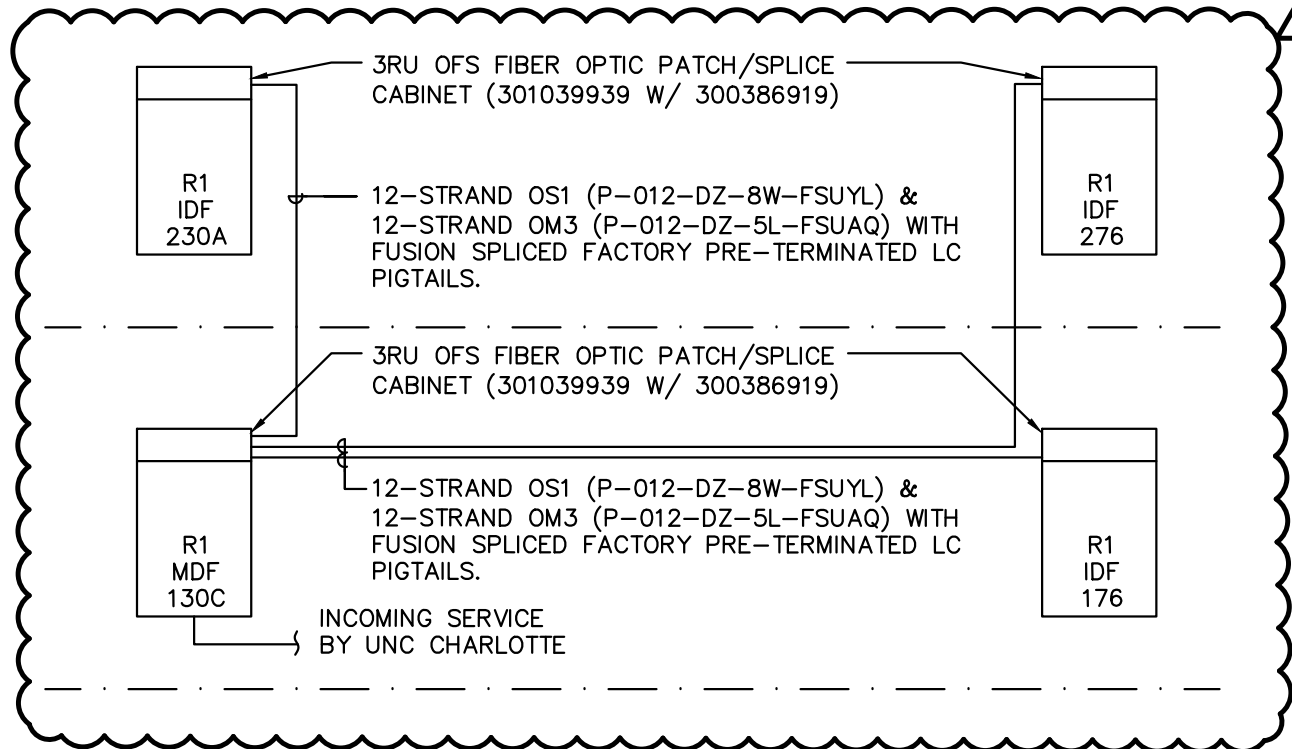 3RU OFS FIBER OPTIC PATCH/SPLICE
CABINET (301039939 W/ 300386919)
R1
IDF
230A
R1
IDF
276
12-STRAND OS1 (P-012-DZ-8W-FSUYL) &
12-STRAND OM3 (P-012-DZ-5L-FSUAQ) WITH
FUSION SPLICED FACTORY PRE-TERMINATED LC
PIGTAILS.
3RU OFS FIBER OPTIC PATCH/SPLICE
CABINET (301039939 W/ 300386919)
12-STRAND OS1 (P-012-DZ-8W-FSUYL) &
12-STRAND OM3 (P-012-DZ-5L-FSUAQ) WITH
FUSION SPLICED FACTORY PRE-TERMINATED LC
PIGTAILS.
R1
MDF
130C
R1
IDF
176
INCOMING SERVICE
BY UNC CHARLOTTE